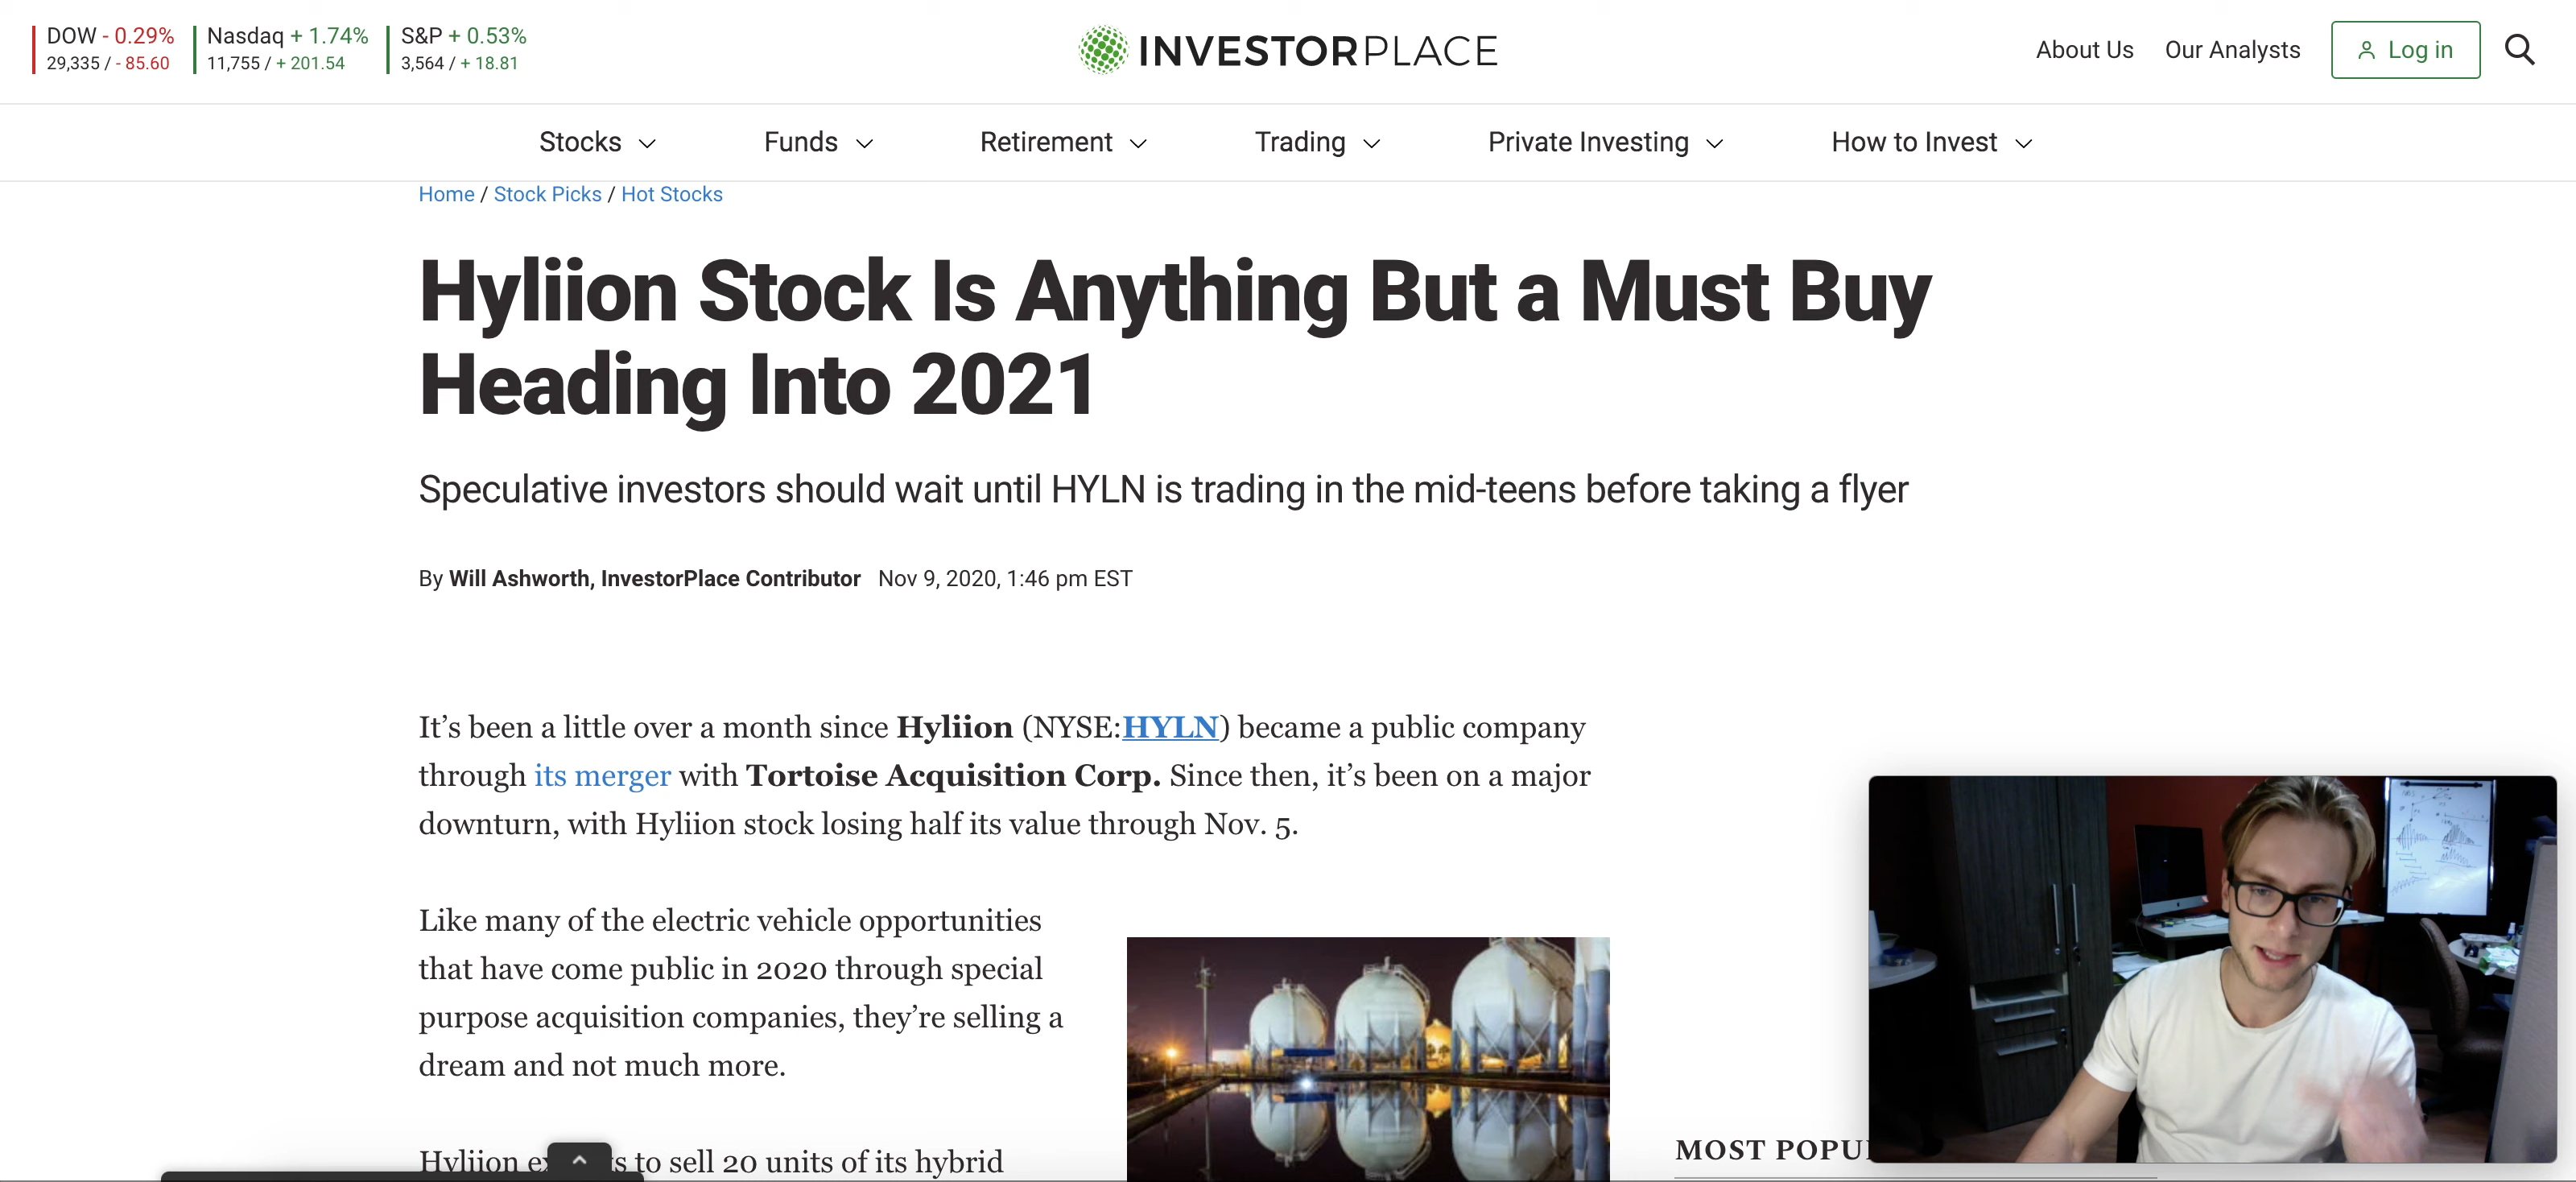 DOW - 0.29%
29,335 / - 85.60
Nasdaq + 1.74%
11,755 / + 201.54
S&P + 0.53%
3,564 / + 18.81
INVESTORPLACE
About Us
Our Analysts
Log in
Stocks
Funds
Retirement
Trading
Private Investing
How to Invest
Home / Stock Picks / Hot Stocks
Hyliion Stock Is Anything But a Must Buy
Heading Into 2021
Speculative investors should wait until HYLN is trading in the mid-teens before taking a flyer
By Will Ashworth, InvestorPlace Contributor Nov 9, 2020, 1:46 pm EST
It’s been a little over a month since Hyliion (NYSE:HYLN) became a public company
through its merger with Tortoise Acquisition Corp. Since then, it’s been on a major
downturn, with Hyliion stock losing half its value through Nov. 5.
Like many of the electric vehicle opportunities
that have come public in 2020 through special
purpose acquisition companies, they’re selling a
dream and not much more.
Hyliion to sell 20 units of its hybrid
MOST